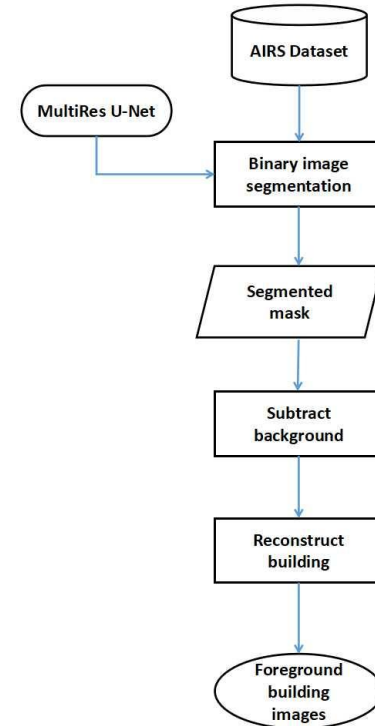 AIRS Dataset
MultiRes U-Net
Binary image
segmentation
Segmented
mask
Subtract
background
Reconstruct
building
Foreground
building
images